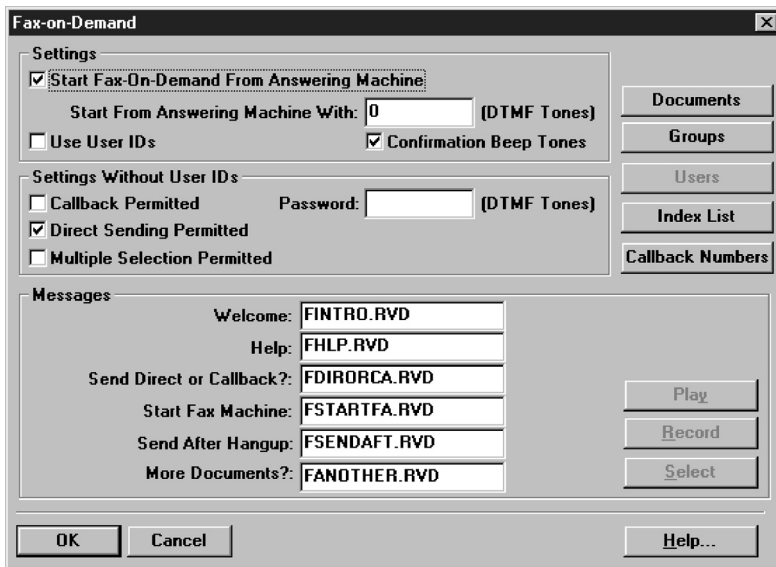 Fax-on-Demand
Settings
Start Fax-On-Demand From Answering Machine
Start From Answering Machine With: 0 (DTMF Tones)
Use User IDs Confirmation Beep Tones
Settings Without User IDs
Callback Permitted Password: (DTMF Tones)
Direct Sending Permitted
Multiple Selection Permitted
Documents
Groups
Users
Index List
Callback Numbers
Messages
Welcome: FINTRO.RVD
Help: FHLP.RVD
Send Direct or Callback?: FDIRORCA.RVD
Start Fax Machine: FSTARTFA.RVD
Send After Hangup: FSENDAFT.RVD
More Documents?: FANOTHER.RVD
Play
Record
Select
OK Cancel Help...